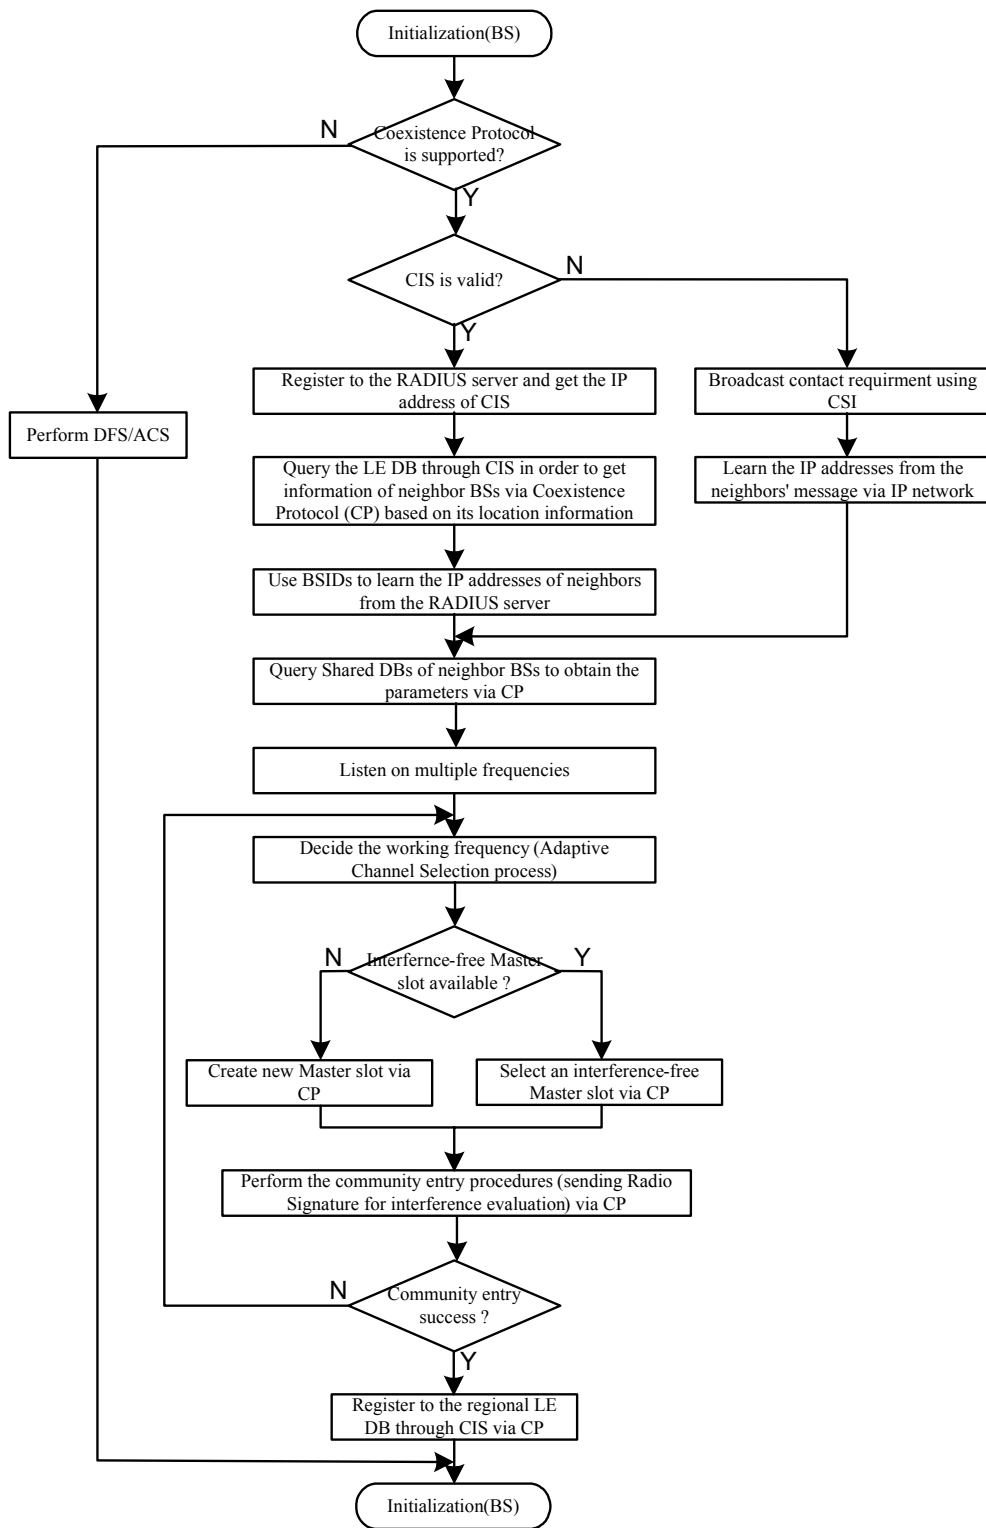 Initialization(BS)
N
Coexistence Protocol
is supported?
Y
CIS is valid?
N
Y
Register to the RADIUS server and get the IP
address of CIS
Broadcast contact requirment using
CSI
Perform DFS/ACS
Query the LE DB through CIS in order to get
information of neighbor BSs via Coexistence
Protocol (CP) based on its location information
Learn the IP addresses from the
neighbors' message via IP network
Use BSIDs to learn the IP addresses of neighbors
from the RADIUS server
Query Shared DBs of neighbor BSs to obtain the
parameters via CP
Listen on multiple frequencies
Decide the working frequency (Adaptive
Channel Selection process)
N
Interfernce-free Master
slot available ?
Y
Create new Master slot via
CP
Select an interference-free
Master slot via CP
Perform the community entry procedures (sending Radio
Signature for interference evaluation) via CP
N
Community entry
success ?
Y
Register to the regional LE
DB through CIS via CP
Initialization(BS)